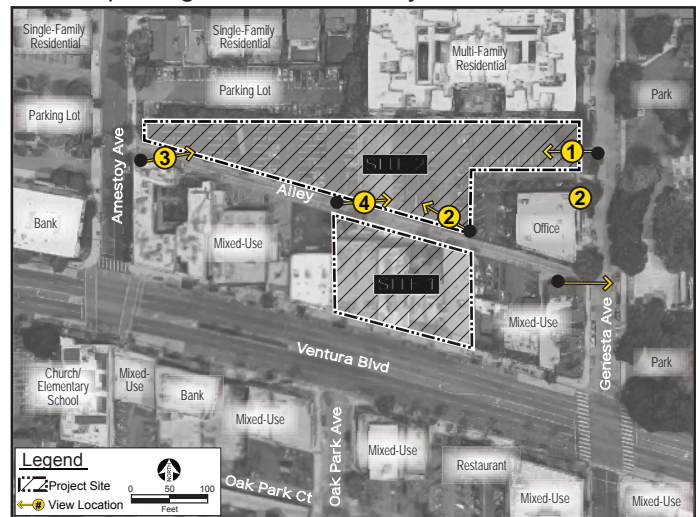 Single-Family
Residential
Single-Family
Residential
Multi-Family
Residential
Parking Lot
Parking Lot
Park
Amestoy Ave
3
SITE 2
1
Alley
4
2
2
Office
Bank
Mixed-Use
SITE 1
Mixed-Use
Genesta Ave
Ventura Blvd
Park
Church/
Elementary
School
Mixed-
Use
Bank
Mixed-Use
Oak Park Ave
Mixed-Use
Restaurant
Mixed-Use
Mixed-Use
Oak Park Ct
Legend
Project Site
# View Location
NORTH
0 50 100
Feet